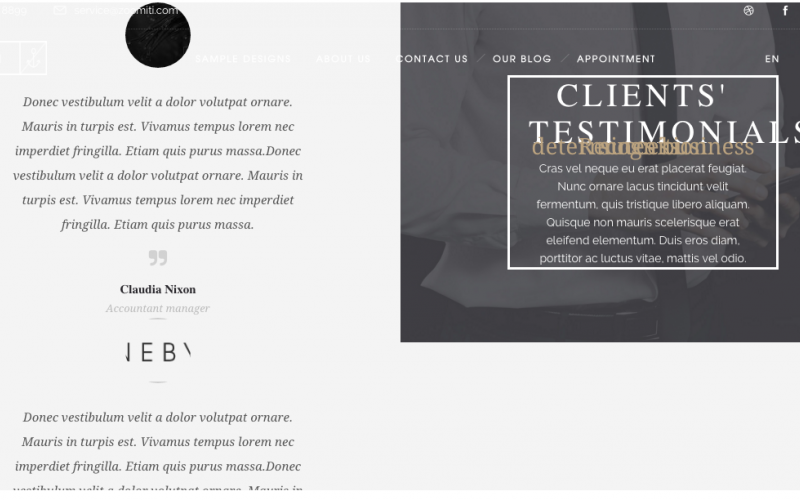 SAMPLE DESIGNS
ABOUT US
CONTACT US
OUR BLOG
APPOINTMENT
EN
Donec vestibulum velit a dolor volutpat ornare.
Mauris in turpis est. Vivamus tempus lorem nec
imperdiet fringilla. Etiam quis purus massa.Donec
vestibulum velit a dolor volutpat ornare. Mauris in
turpis est. Vivamus tempus lorem nec imperdiet
fringilla. Etiam quis purus massa.
Claudia Nixon
Accountant manager
Donec vestibulum velit a dolor volutpat ornare.
Mauris in turpis est. Vivamus tempus lorem nec
imperdiet fringilla. Etiam quis purus massa.Donec
vestibulum velit a dolor volutpat ornare. Mauris in
CLIENTS'
TESTIMONIALS
Cras vel neque eu erat placerat feugiat.
Nunc ornare lacus tincidunt velit
fermentum, quis tristique libero aliquam.
Quisque non mauris scelerisque erat
eleifend elementum. Duis eros diam,
porttitor ac luctus vitae, mattis vel odio.